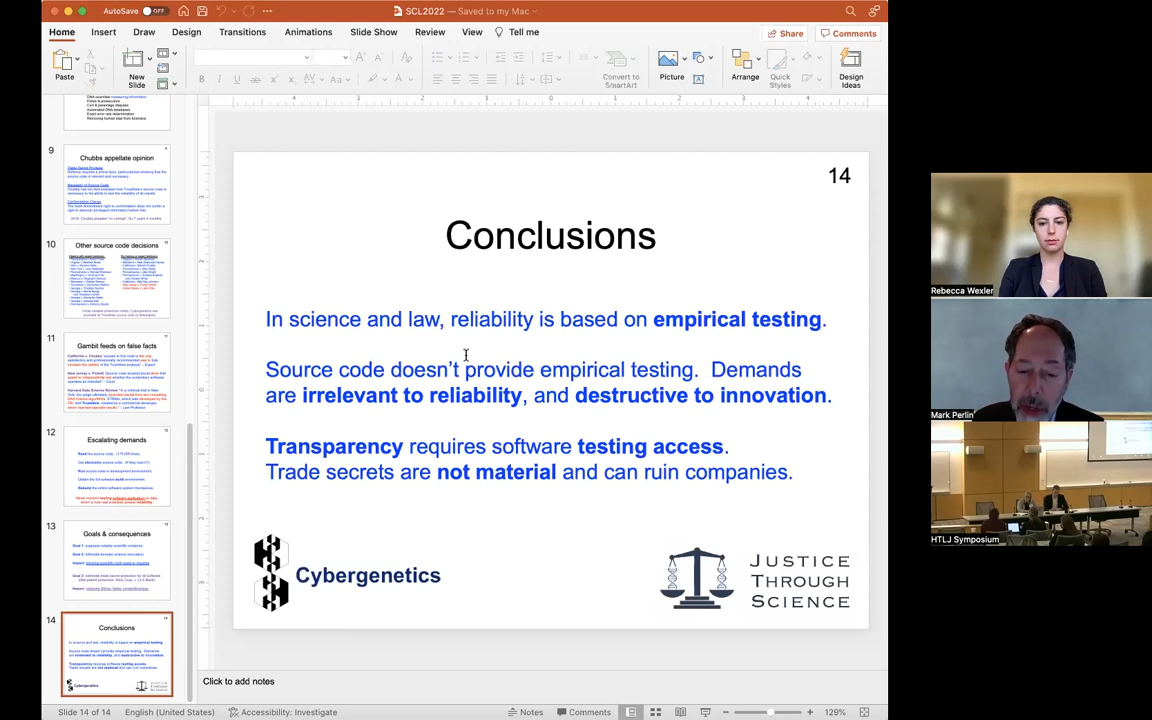 AutoSave OFF
SCL2022 — Saved to my Mac
Home Insert Draw Design Transitions Animations Slide Show Review View Tell me
Share Comments
Paste
New
Slide
Convert to
SmartArt
Picture
Arrange
Quick
Styles
Design
Ideas
9
Chubbs appellate opinion
10
Other source code decisions
11
Gambit feeds on false facts
12
Escalating demands
13
Goals & consequences
14
Conclusions
14
Conclusions
In science and law, reliability is based on empirical testing.
Source code doesn't provide empirical testing. Demands
are irrelevant to reliability, and destructive to innovation.
Transparency requires software testing access.
Trade secrets are not material and can ruin companies.
Cybergenetics
JUSTICE
THROUGH
SCIENCE
Click to add notes
Slide 14 of 14 English (United States) Accessibility: Investigate Notes Comments 129%
Rebecca Wexler
Mark Perlin
HTLJ Symposium